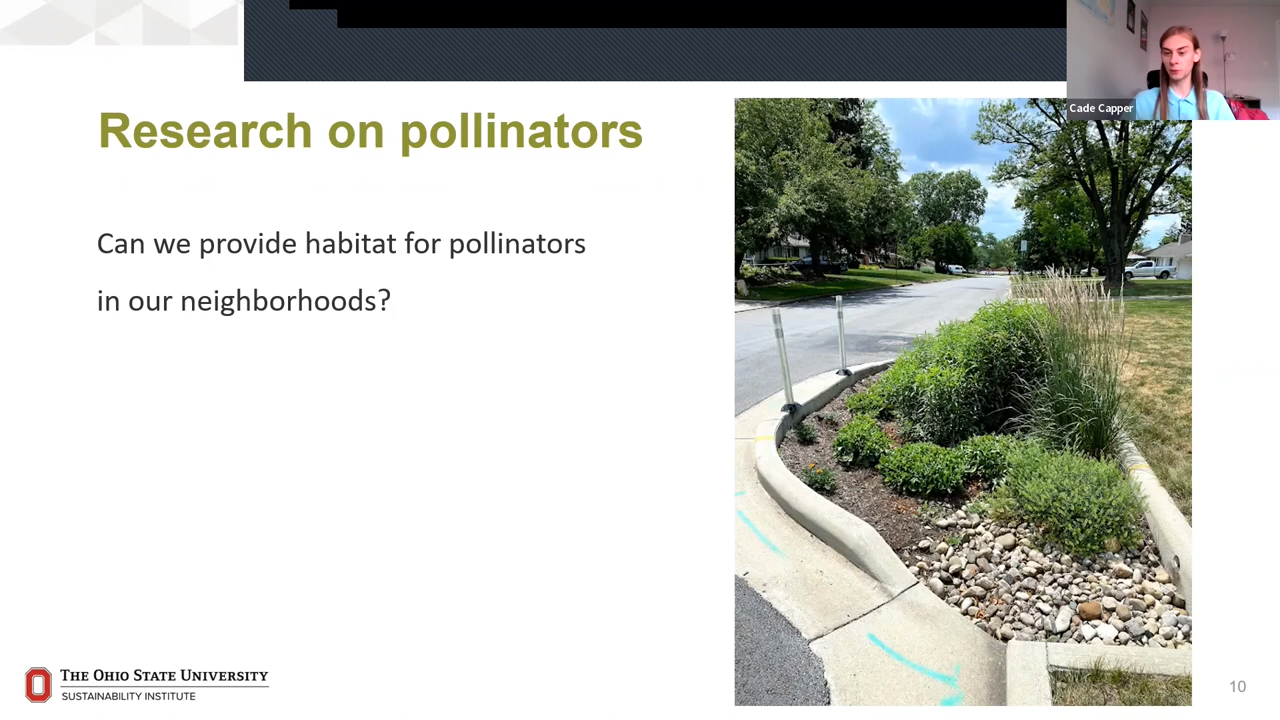 Cade Capper
Research on pollinators
Can we provide habitat for pollinators
in our neighborhoods?
THE OHIO STATE UNIVERSITY
SUSTAINABILITY INSTITUTE
10